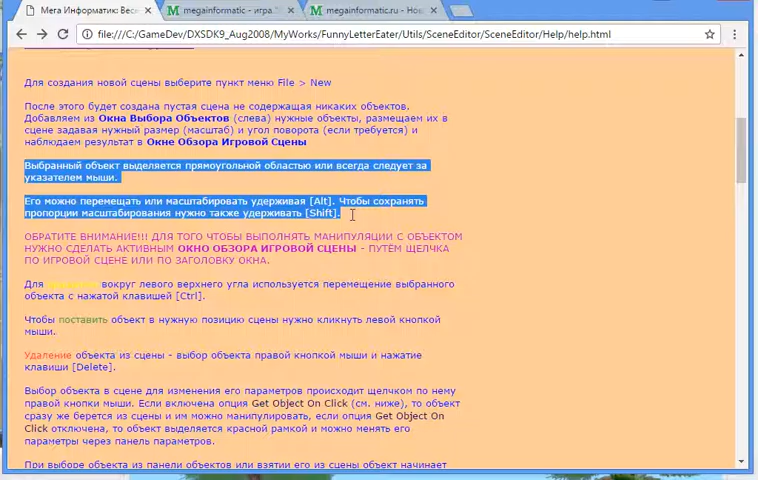 Мега Информатик: Весе
megainformatic - игра.
megainformatic.ru - Нов
file:///C:/GameDev/DXSDK9_Aug2008/MyWorks/FunnyLetterEater/Utils/SceneEditor/SceneEditor/Help/help.html
Для создания новой сцены выберите пункт меню File > New
После этого будет создана пустая сцена не содержащая никаких объектов.
Добавляем из Окна Выбора Объектов (слева) нужные объекты, размещаем их в
сцене задавая нужный размер (масштаб) и угол поворота (если требуется) и
наблюдаем результат в Окне Обзора Игровой Сцены
Выбранный объект выделяется прямоугольной областью или всегда следует за
указателем мыши.
Его можно перемещать или масштабировать удерживая [Alt]. Чтобы сохранять
пропорции масштабирования нужно также удерживать [Shift].
ОБРАТИТЕ ВНИМАНИЕ!!! ДЛЯ ТОГО ЧТОБЫ ВЫПОЛНЯТЬ МАНИПУЛЯЦИИ С ОБЪЕКТОМ
НУЖНО СДЕЛАТЬ АКТИВНЫМ ОКНО ОБЗОРА ИГРОВОЙ СЦЕНЫ - ПУТЁМ ЩЕЛЧКА
ПО ИГРОВОЙ СЦЕНЕ ИЛИ ПО ЗАГОЛОВКУ ОКНА.
Для вокруг левого верхнего угла используется перемещение выбранного
объекта с нажатой клавишей [Ctrl].
Чтобы поставить объект в нужную позицию сцены нужно кликнуть левой кнопкой
мыши.
Удаление объекта из сцены - выбор объекта правой кнопкой мыши и нажатие
клавиши [Delete].
Выбор объекта в сцене для изменения его параметров происходит щелчком по нему
правой кнопки мыши. Если включена опция Get Object On Click (см. ниже), то объект
сразу же берется из сцены и им можно манипулировать, если опция Get Object On
Click отключена, то объект выделяется красной рамкой и можно менять его
параметры через панель параметров.
При выборе объекта из панели объектов или взятии его из сцены объект начинает